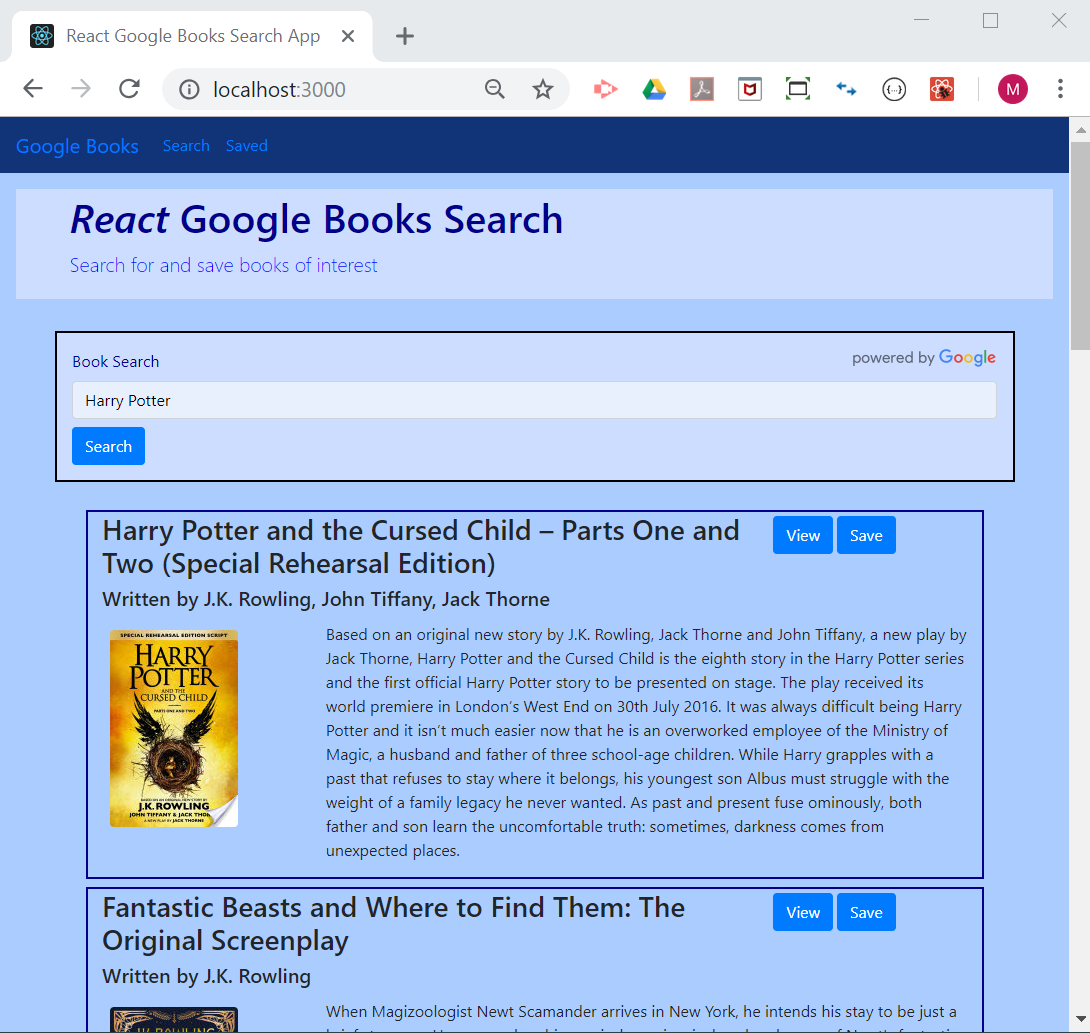 React Google Books Search App
localhost:3000
M
Google Books Search Saved
React Google Books Search
Search for and save books of interest
Book Search
powered by Google
Harry Potter
Search
Harry Potter and the Cursed Child – Parts One and
Two (Special Rehearsal Edition)
View Save
Written by J.K. Rowling, John Tiffany, Jack Thorne
SPECIAL REHEARSAL EDITION SCRIPT
HARRY
POTTER
AND THE
CURSED CHILD
PARTS ONE AND TWO
BASED ON AN ORIGINAL NEW STORY BY
J.K. ROWLING
JOHN TIFFANY & JACK
A NEW PLAY BY JACK THORNE
Based on an original new story by J.K. Rowling, Jack Thorne and John Tiffany, a new play by
Jack Thorne, Harry Potter and the Cursed Child is the eighth story in the Harry Potter series
and the first official Harry Potter story to be presented on stage. The play received its
world premiere in London’s West End on 30th July 2016. It was always difficult being Harry
Potter and it isn’t much easier now that he is an overworked employee of the Ministry of
Magic, a husband and father of three school-age children. While Harry grapples with a
past that refuses to stay where it belongs, his youngest son Albus must struggle with the
weight of a family legacy he never wanted. As past and present fuse ominously, both
father and son learn the uncomfortable truth: sometimes, darkness comes from
unexpected places.
Fantastic Beasts and Where to Find Them: The
Original Screenplay
View Save
Written by J.K. Rowling
When Magizoologist Newt Scamander arrives in New York, he intends his stay to be just a